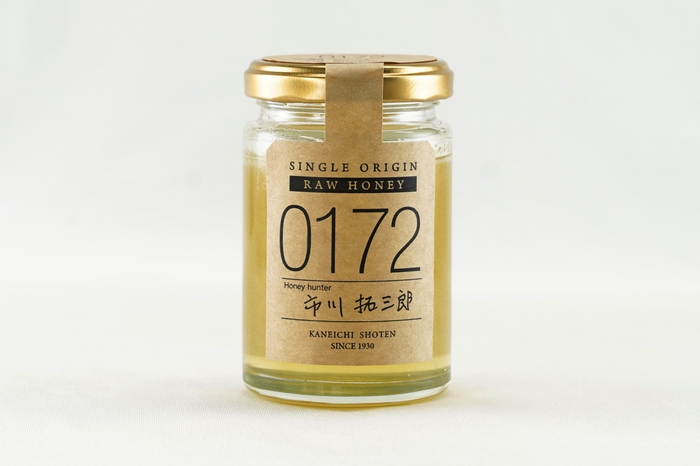 SINGLE ORIGIN
RAW HONEY
0172
Honey hunter
市川 拓三郎
KANEICHI SHOTEN
SINCE 1930